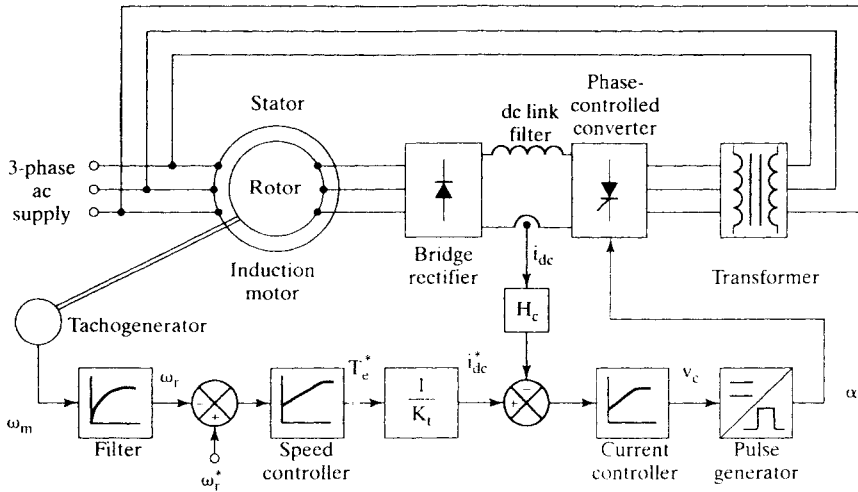 Stator
3-phase
ac
supply
Rotor
Induction
motor
Tachogenerator
Bridge
rectifier
dc link
filter
Phase-
controlled
converter
Transformer
i_dc
H_c
ω_m
Filter
ω_r
-
+
ω_r*
Speed
controller
T_e*
1
K_t
i_dc*
-
+
Current
controller
v_c
Pulse
generator
α